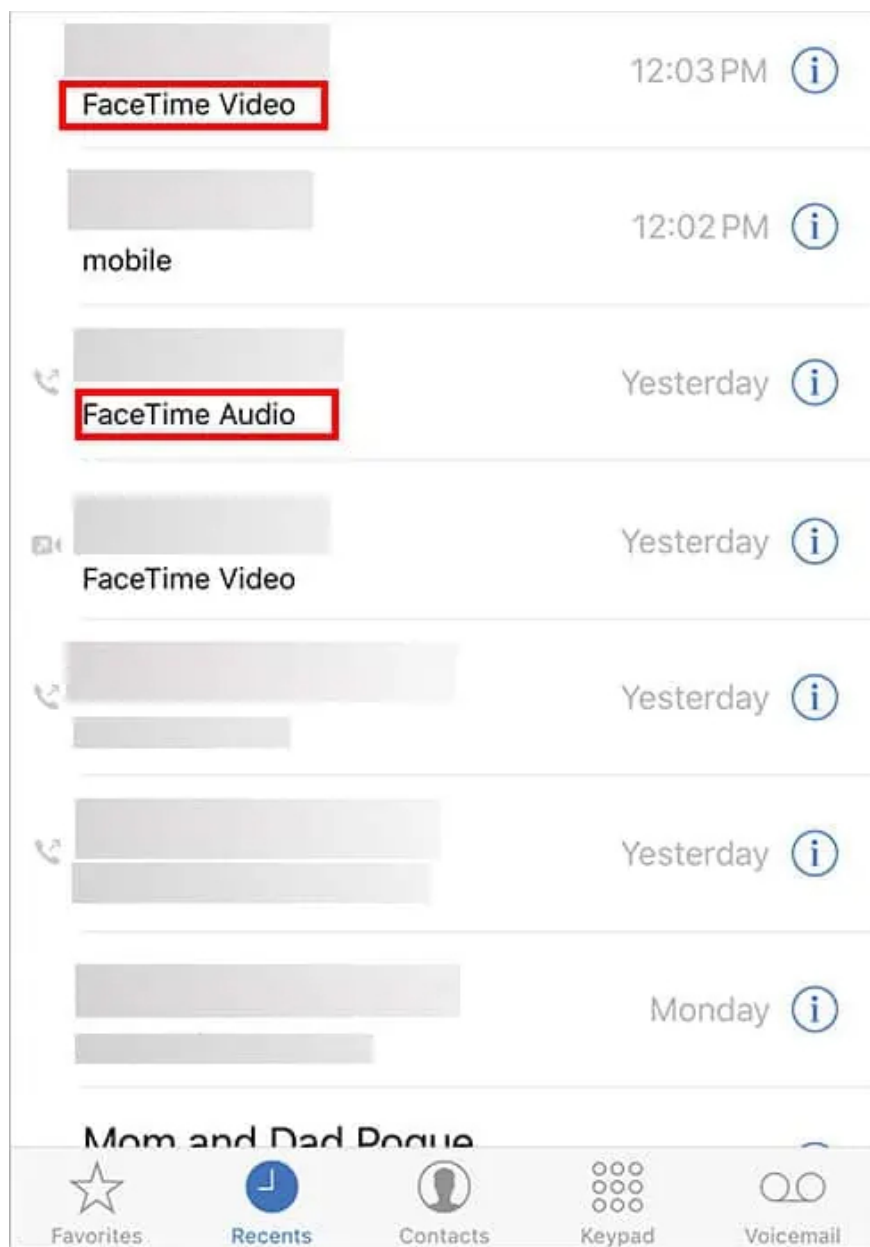 12:03 PM
FaceTime Video
12:02 PM
mobile
Yesterday
FaceTime Audio
Yesterday
FaceTime Video
Yesterday
Yesterday
Monday
Mom and Dad Pogue
Favorites Recents Contacts Keypad Voicemail